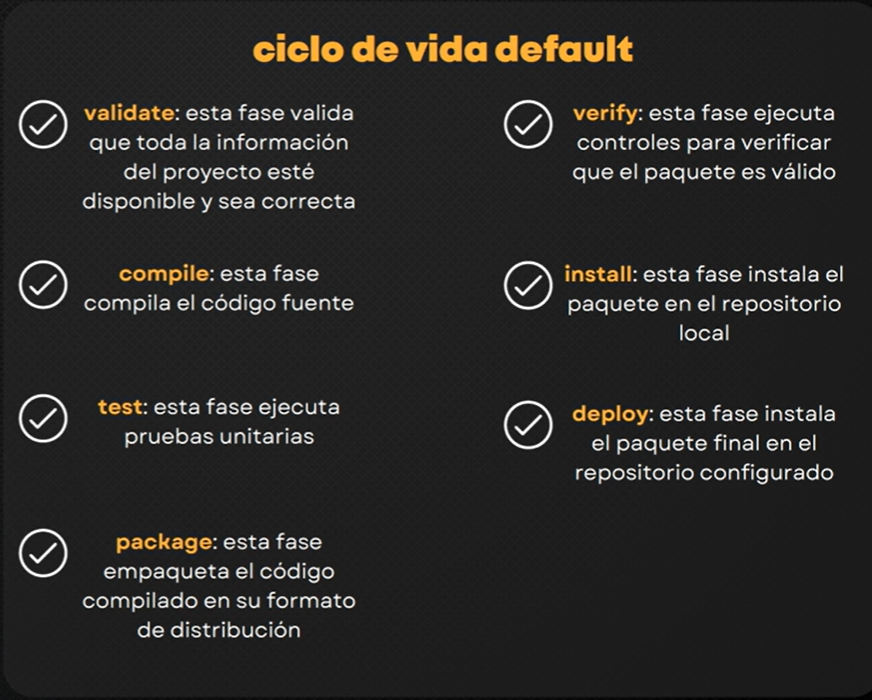 ciclo de vida default
validate: esta fase valida
que toda la información
del proyecto esté
disponible y sea correcta
compile: esta fase
compila el código fuente
test: esta fase ejecuta
pruebas unitarias
package: esta fase
empaqueta el código
compilado en su formato
de distribución
verify: esta fase ejecuta
controles para verificar
que el paquete es válido
install: esta fase instala el
paquete en el repositorio
local
deploy: esta fase instala
el paquete final en el
repositorio configurado